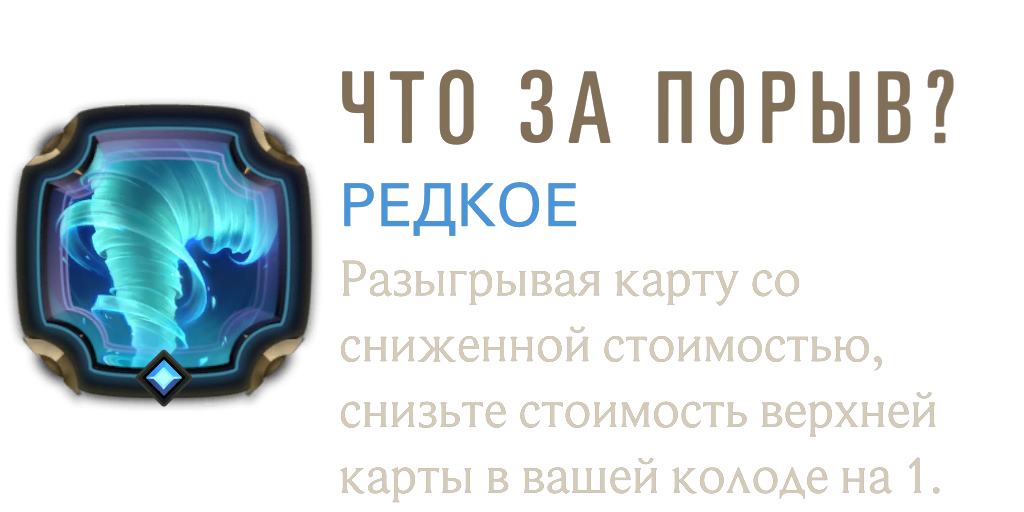 ЧТО ЗА ПОРЫВ?
РЕДКОЕ
Разыгрывая карту со
сниженной стоимостью,
снизьте стоимость верхней
карты в вашей колоде на 1.